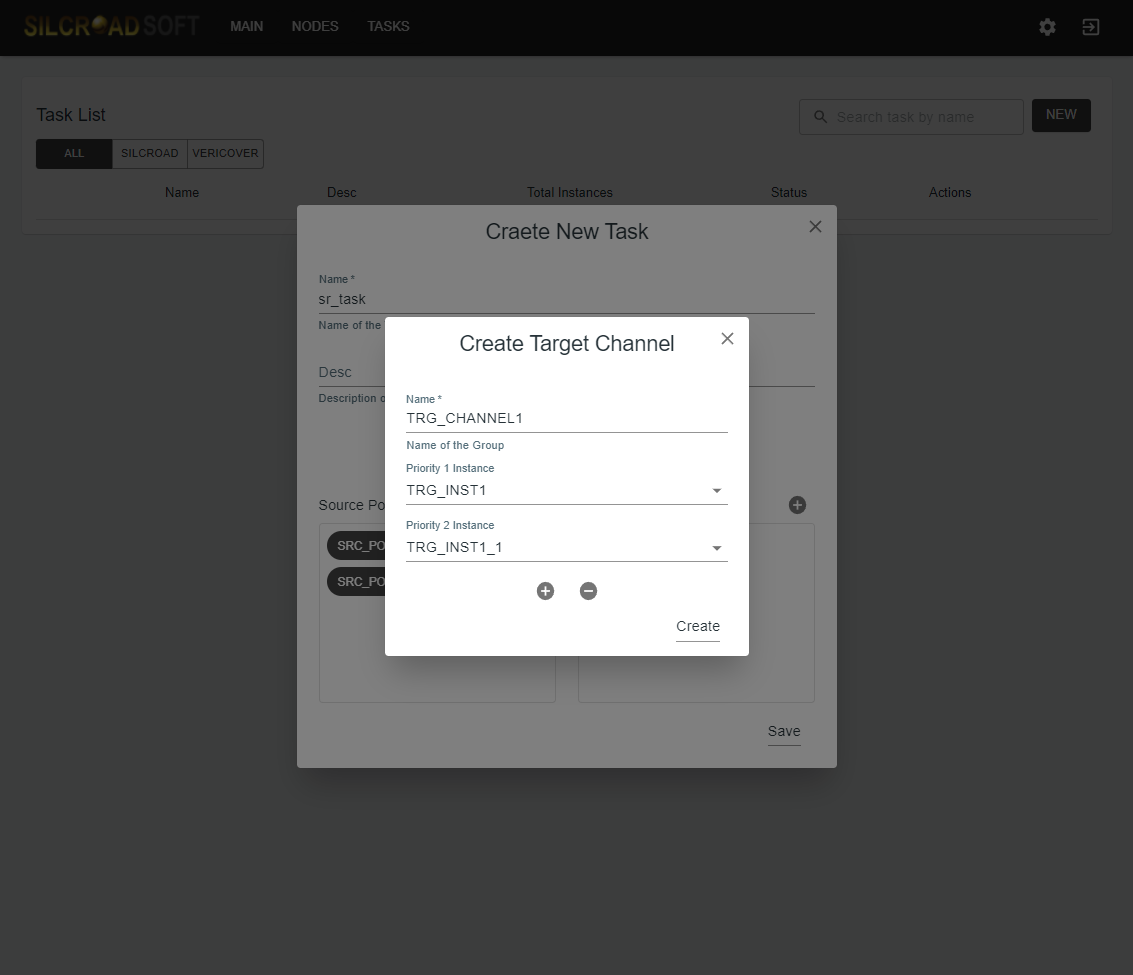 SILCROADSOFT MAIN NODES TASKS
Task List
Search task by name
NEW
ALL SILCROAD VERICOVER
Name Desc Total Instances Status Actions
Craete New Task
Name *
sr_task
Name of the
Desc
Description o
Source Po
SRC_PO
SRC_PO
Save
Create Target Channel
Name *
TRG_CHANNEL1
Name of the Group
Priority 1 Instance
TRG_INST1
Priority 2 Instance
TRG_INST1_1
Create